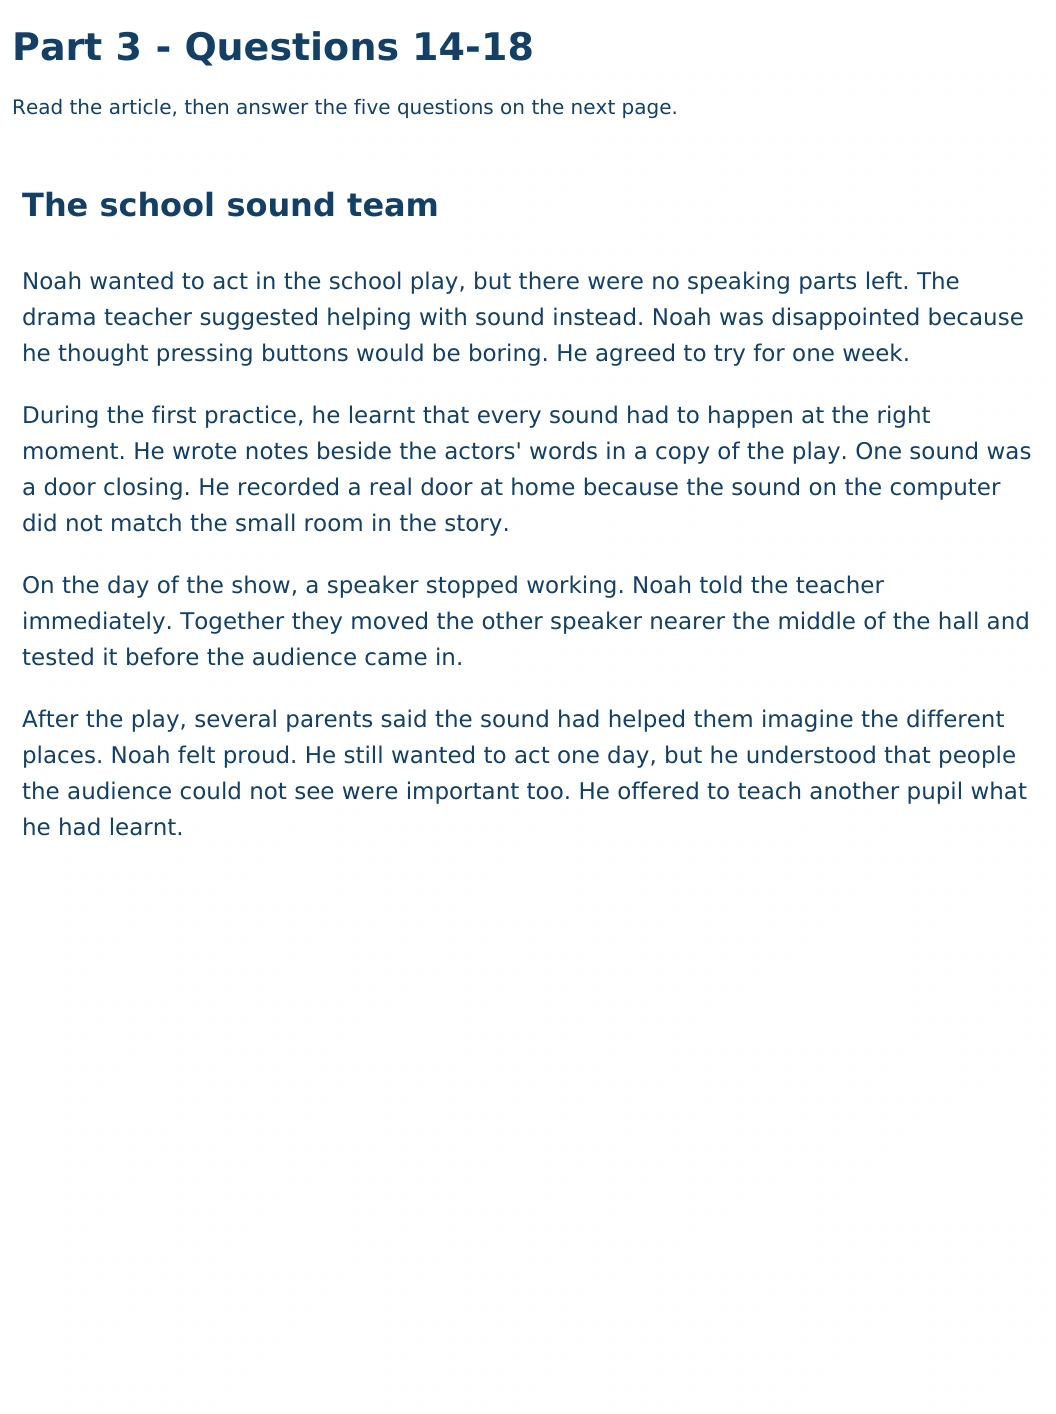 Part 3 - Questions 14-18
Read the article, then answer the five questions on the next page.
The school sound team
Noah wanted to act in the school play, but there were no speaking parts left. The
drama teacher suggested helping with sound instead. Noah was disappointed because
he thought pressing buttons would be boring. He agreed to try for one week.
During the first practice, he learnt that every sound had to happen at the right
moment. He wrote notes beside the actors' words in a copy of the play. One sound was
a door closing. He recorded a real door at home because the sound on the computer
did not match the small room in the story.
On the day of the show, a speaker stopped working. Noah told the teacher
immediately. Together they moved the other speaker nearer the middle of the hall and
tested it before the audience came in.
After the play, several parents said the sound had helped them imagine the different
places. Noah felt proud. He still wanted to act one day, but he understood that people
the audience could not see were important too. He offered to teach another pupil what
he had learnt.